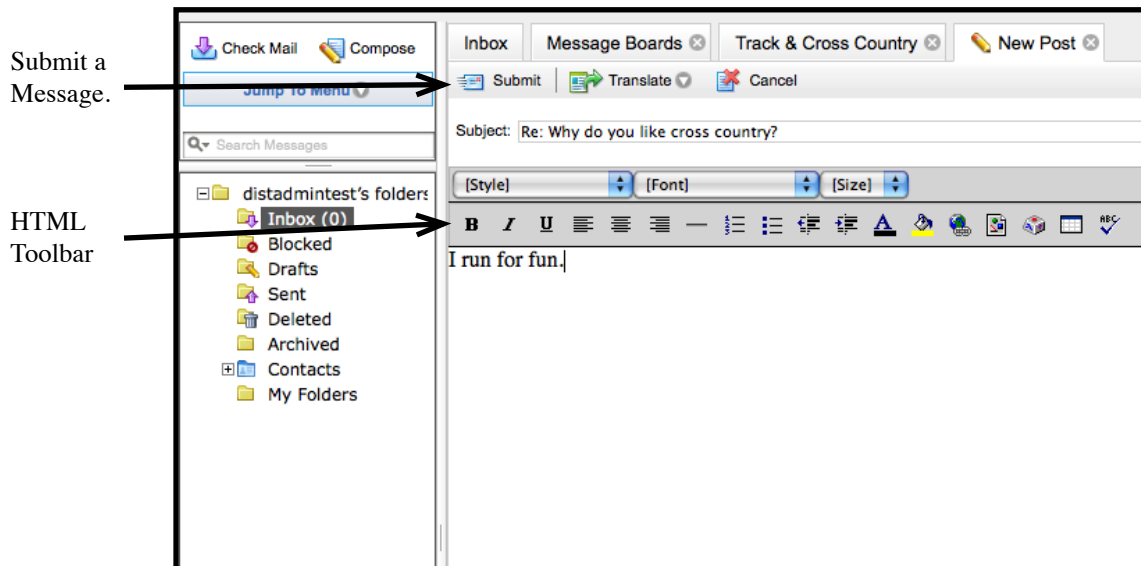 Submit a
Message.
HTML
Toolbar
Check Mail Compose
Jump To Menu
Search Messages
distadmintest's folders
Inbox (0)
Blocked
Drafts
Sent
Deleted
Archived
Contacts
My Folders
Inbox Message Boards Track & Cross Country New Post
Submit Translate Cancel
Subject: Re: Why do you like cross country?
[Style] [Font] [Size]
B I U A ABC
I run for fun.